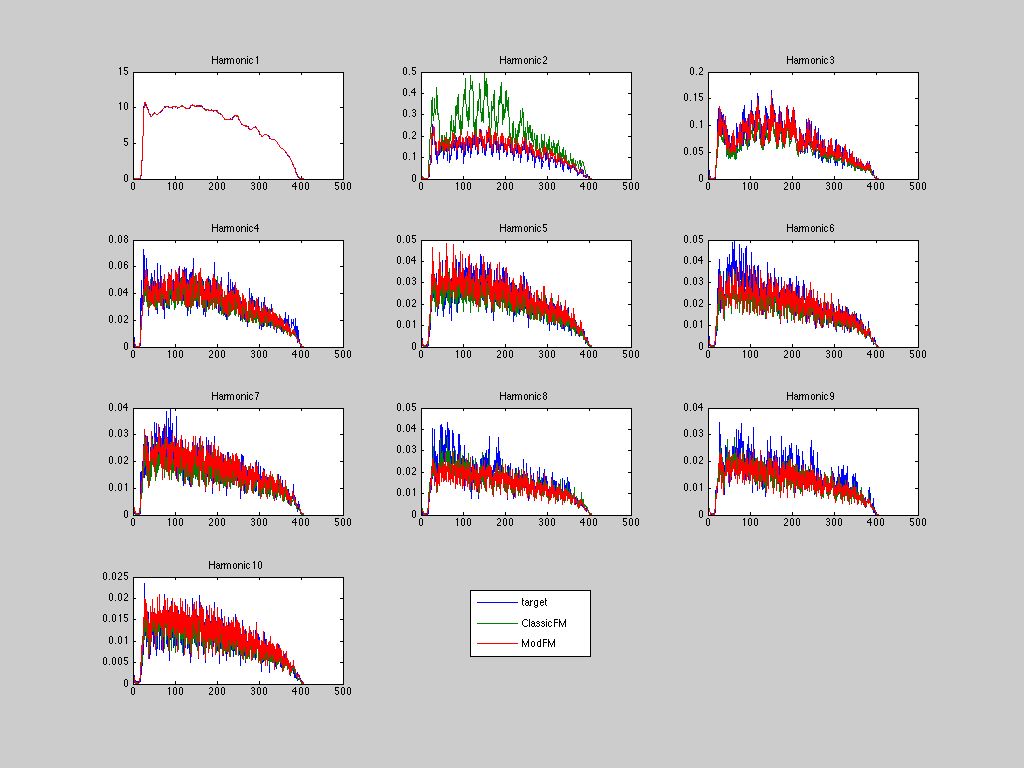 Harmonic1 Harmonic2 Harmonic3
15 10 5 0
0 100 200 300 400 500
0.5 0.4 0.3 0.2 0.1 0
0 100 200 300 400 500
0.2 0.15 0.1 0.05 0
0 100 200 300 400 500
Harmonic4 Harmonic5 Harmonic6
0.08 0.06 0.04 0.02 0
0 100 200 300 400 500
0.05 0.04 0.03 0.02 0.01 0
0 100 200 300 400 500
0.05 0.04 0.03 0.02 0.01 0
0 100 200 300 400 500
Harmonic7 Harmonic8 Harmonic9
0.04 0.03 0.02 0.01 0
0 100 200 300 400 500
0.05 0.04 0.03 0.02 0.01 0
0 100 200 300 400 500
0.04 0.03 0.02 0.01 0
0 100 200 300 400 500
Harmonic10
0.025 0.02 0.015 0.01 0.005 0
0 100 200 300 400 500
target
ClassicFM
ModFM